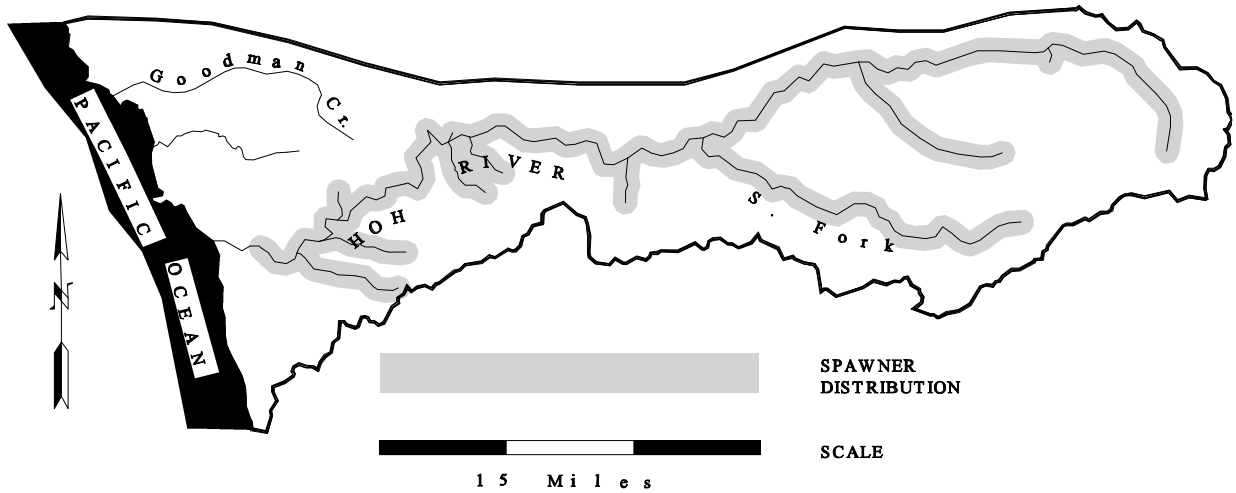 Goodman Cr.
PACIFIC
OCEAN
HOH RIVER
S. Fork
N
SPAWNER
DISTRIBUTION
SCALE
15 Miles